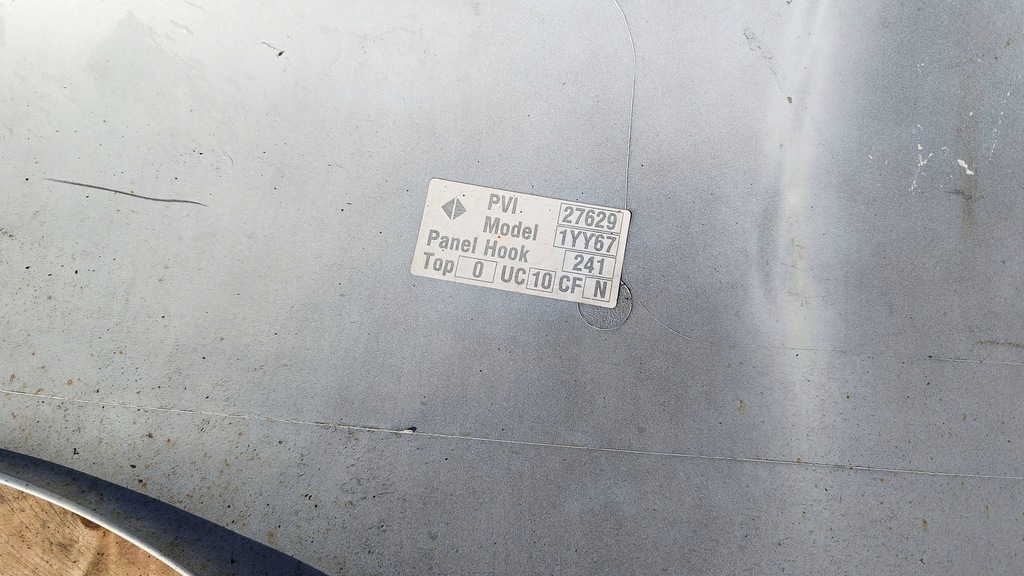 PVI 27629
Model 1YY67
Panel Hook 241
Top 0 UC 10 CF N